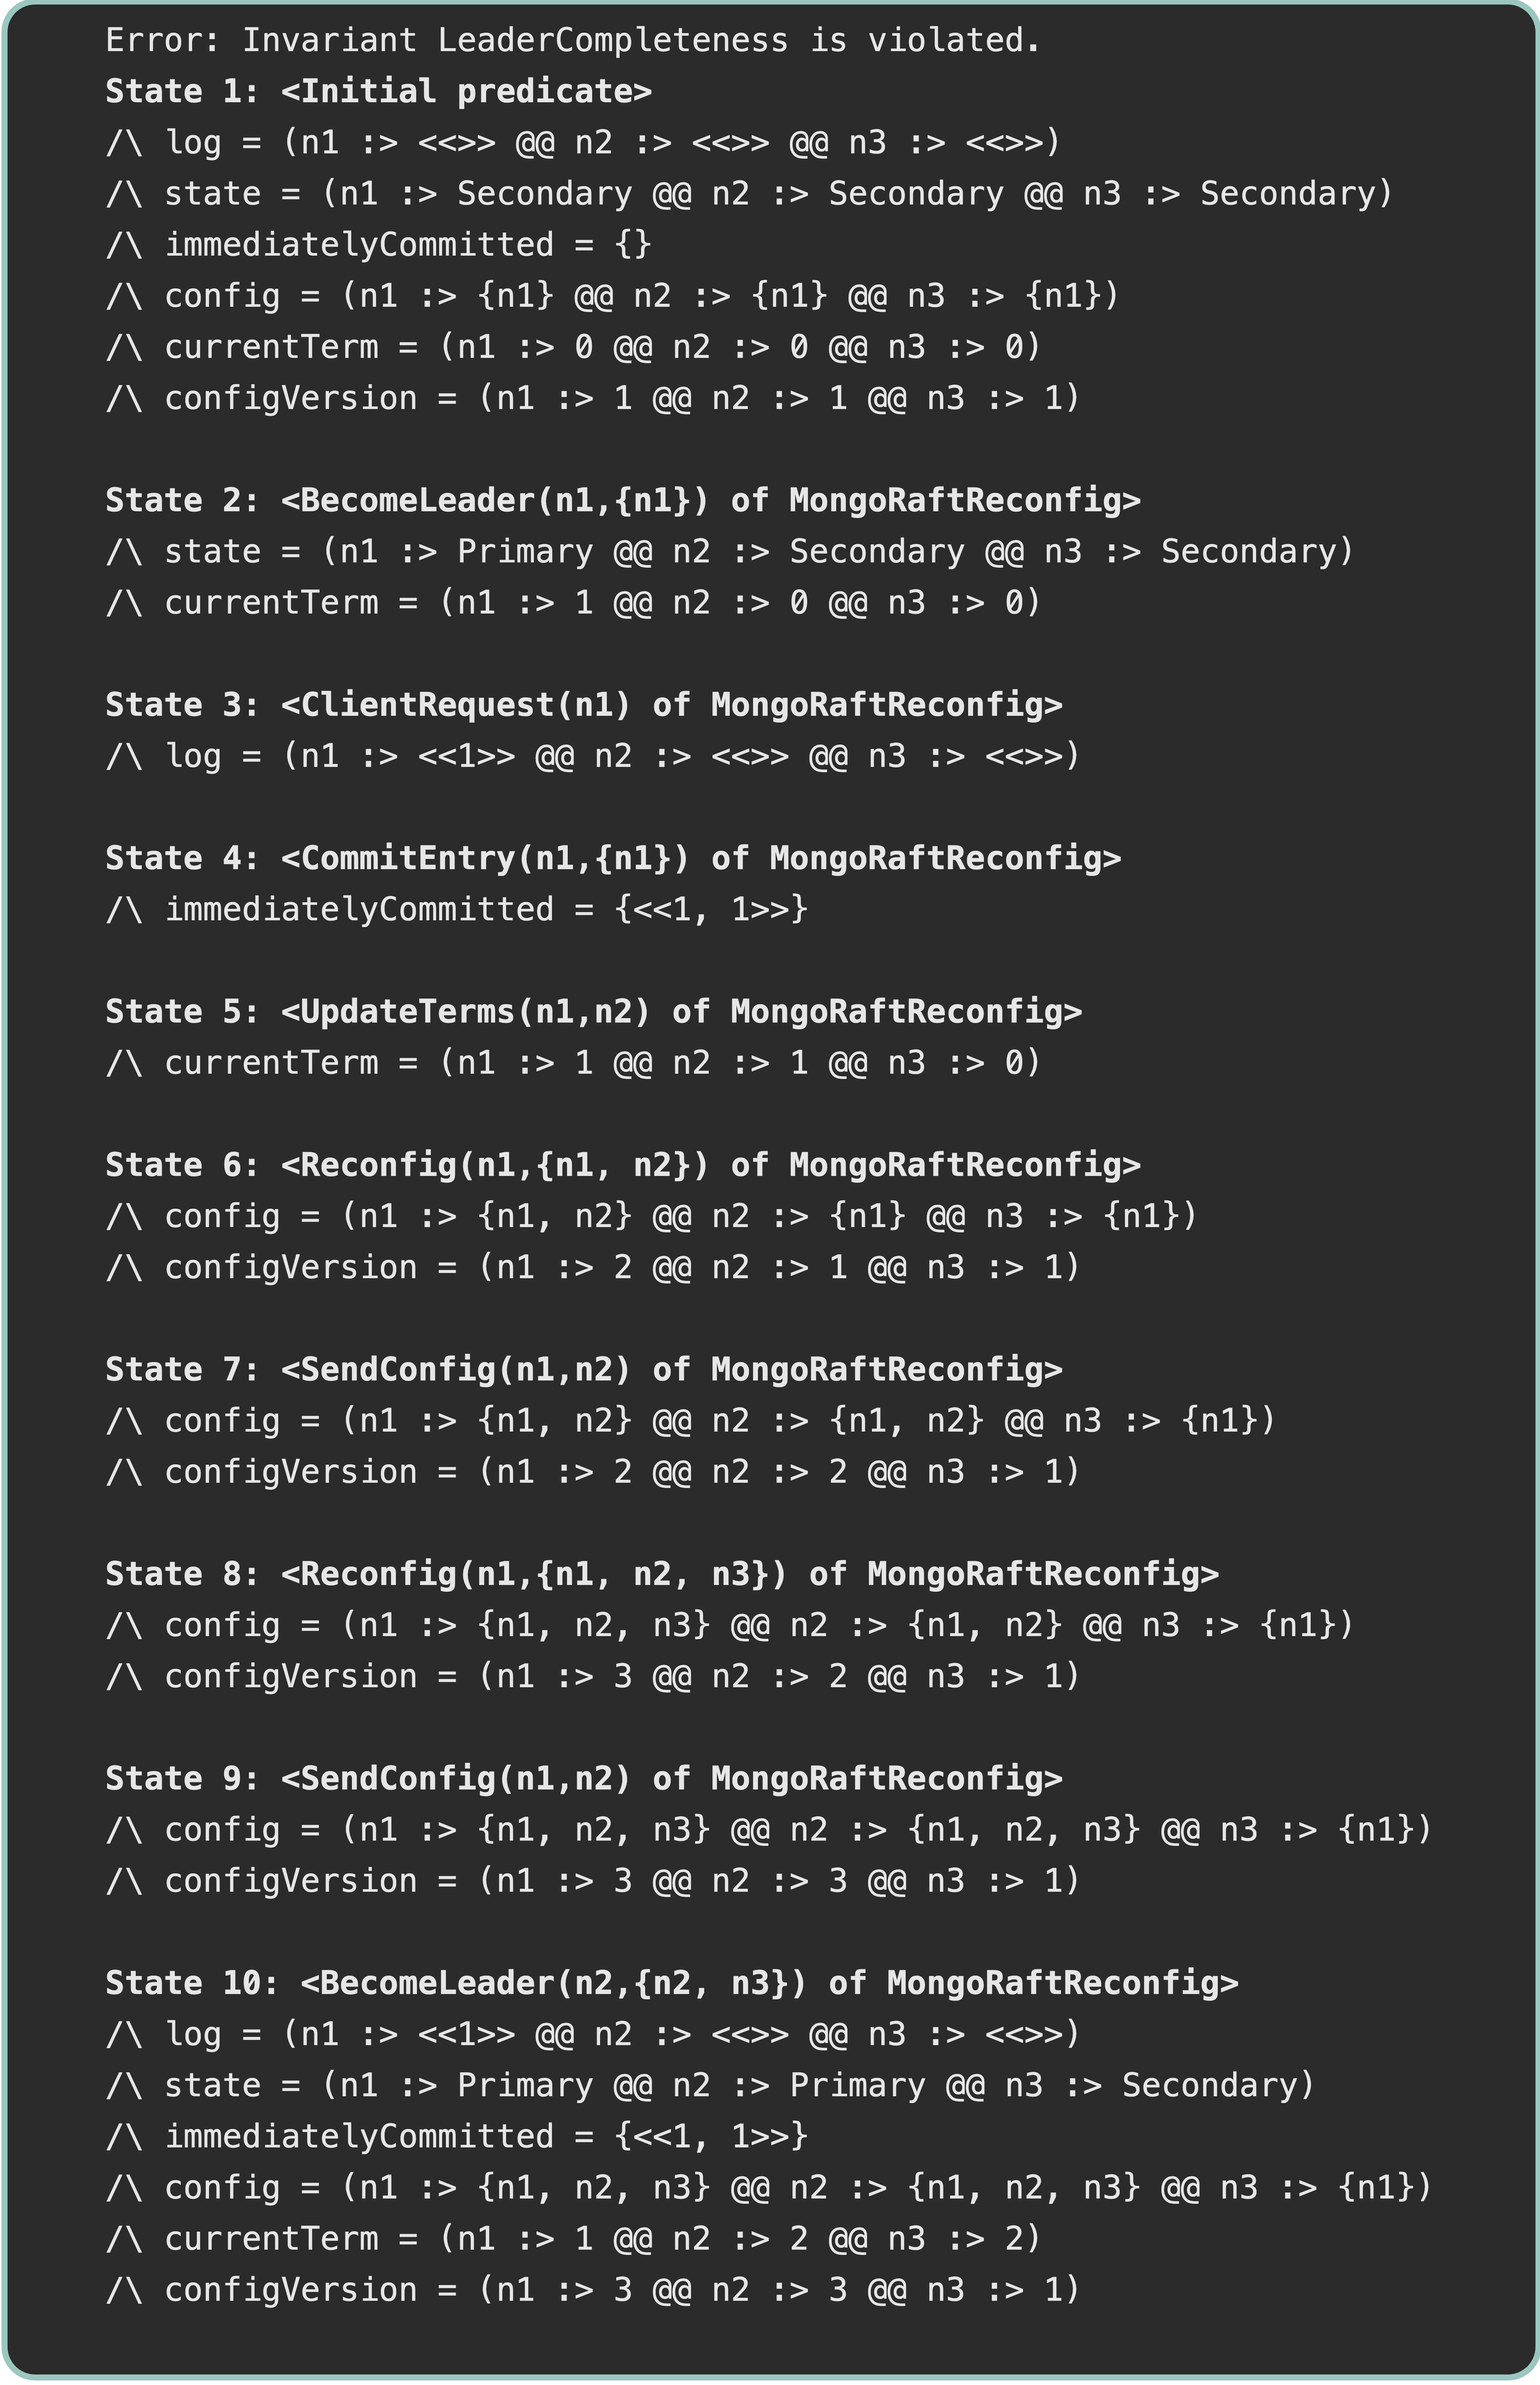 Error: Invariant LeaderCompleteness is violated.
State 1: <Initial predicate>
/\ log = (n1 :> <<>> @@ n2 :> <<>> @@ n3 :> <<>>)
/\ state = (n1 :> Secondary @@ n2 :> Secondary @@ n3 :> Secondary)
/\ immediatelyCommitted = {}
/\ config = (n1 :> {n1} @@ n2 :> {n1} @@ n3 :> {n1})
/\ currentTerm = (n1 :> 0 @@ n2 :> 0 @@ n3 :> 0)
/\ configVersion = (n1 :> 1 @@ n2 :> 1 @@ n3 :> 1)
State 2: <BecomeLeader(n1,{n1}) of MongoRaftReconfig>
/\ state = (n1 :> Primary @@ n2 :> Secondary @@ n3 :> Secondary)
/\ currentTerm = (n1 :> 1 @@ n2 :> 0 @@ n3 :> 0)
State 3: <ClientRequest(n1) of MongoRaftReconfig>
/\ log = (n1 :> <<1>> @@ n2 :> <<>> @@ n3 :> <<>>)
State 4: <CommitEntry(n1,{n1}) of MongoRaftReconfig>
/\ immediatelyCommitted = {<<1, 1>>}
State 5: <UpdateTerms(n1,n2) of MongoRaftReconfig>
/\ currentTerm = (n1 :> 1 @@ n2 :> 1 @@ n3 :> 0)
State 6: <Reconfig(n1,{n1, n2}) of MongoRaftReconfig>
/\ config = (n1 :> {n1, n2} @@ n2 :> {n1} @@ n3 :> {n1})
/\ configVersion = (n1 :> 2 @@ n2 :> 1 @@ n3 :> 1)
State 7: <SendConfig(n1,n2) of MongoRaftReconfig>
/\ config = (n1 :> {n1, n2} @@ n2 :> {n1, n2} @@ n3 :> {n1})
/\ configVersion = (n1 :> 2 @@ n2 :> 2 @@ n3 :> 1)
State 8: <Reconfig(n1,{n1, n2, n3}) of MongoRaftReconfig>
/\ config = (n1 :> {n1, n2, n3} @@ n2 :> {n1, n2} @@ n3 :> {n1})
/\ configVersion = (n1 :> 3 @@ n2 :> 2 @@ n3 :> 1)
State 9: <SendConfig(n1,n2) of MongoRaftReconfig>
/\ config = (n1 :> {n1, n2, n3} @@ n2 :> {n1, n2, n3} @@ n3 :> {n1})
/\ configVersion = (n1 :> 3 @@ n2 :> 3 @@ n3 :> 1)
State 10: <BecomeLeader(n2,{n2, n3}) of MongoRaftReconfig>
/\ log = (n1 :> <<1>> @@ n2 :> <<>> @@ n3 :> <<>>)
/\ state = (n1 :> Primary @@ n2 :> Primary @@ n3 :> Secondary)
/\ immediatelyCommitted = {<<1, 1>>}
/\ config = (n1 :> {n1, n2, n3} @@ n2 :> {n1, n2, n3} @@ n3 :> {n1})
/\ currentTerm = (n1 :> 1 @@ n2 :> 2 @@ n3 :> 2)
/\ configVersion = (n1 :> 3 @@ n2 :> 3 @@ n3 :> 1)